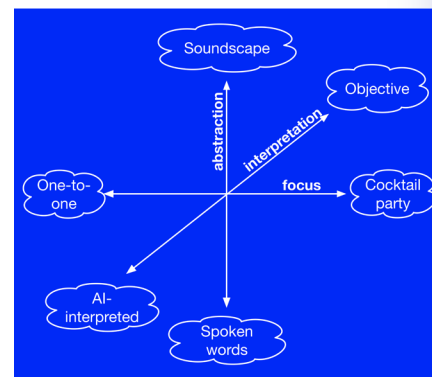 Soundscape
Objective
abstraction
interpretation
One-to-
one
focus
Cocktail
party
AI-
interpreted
Spoken
words